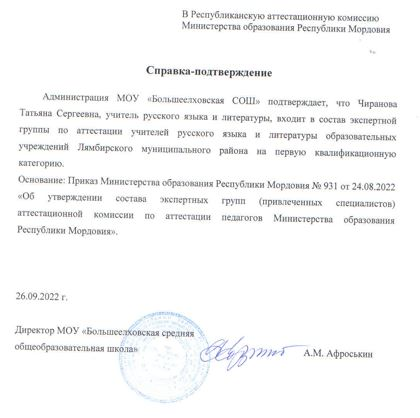 В Республиканскую аттестационную комиссию
Министерства образования Республики Мордовия
Справка-подтверждение
Администрация МОУ «Большеелховская СОШ» подтверждает, что Чиранова
Татьяна Сергеевна, учитель русского языка и литературы, входит в состав экспертной
группы по аттестации учителей русского языка и литературы образовательных
учреждений Лямбирского муниципального района на первую квалификационную
категорию.
Основание: Приказ Министерства образования Республики Мордовия № 931 от 24.08.2022
«Об утверждении состава экспертных групп (привлеченных специалистов)
аттестационной комиссии по аттестации педагогов Министерства образования
Республики Мордовия».
26.09.2022 г.
Директор МОУ «Большеелховская средняя
общеобразовательная школа»
А.М. Афроськин